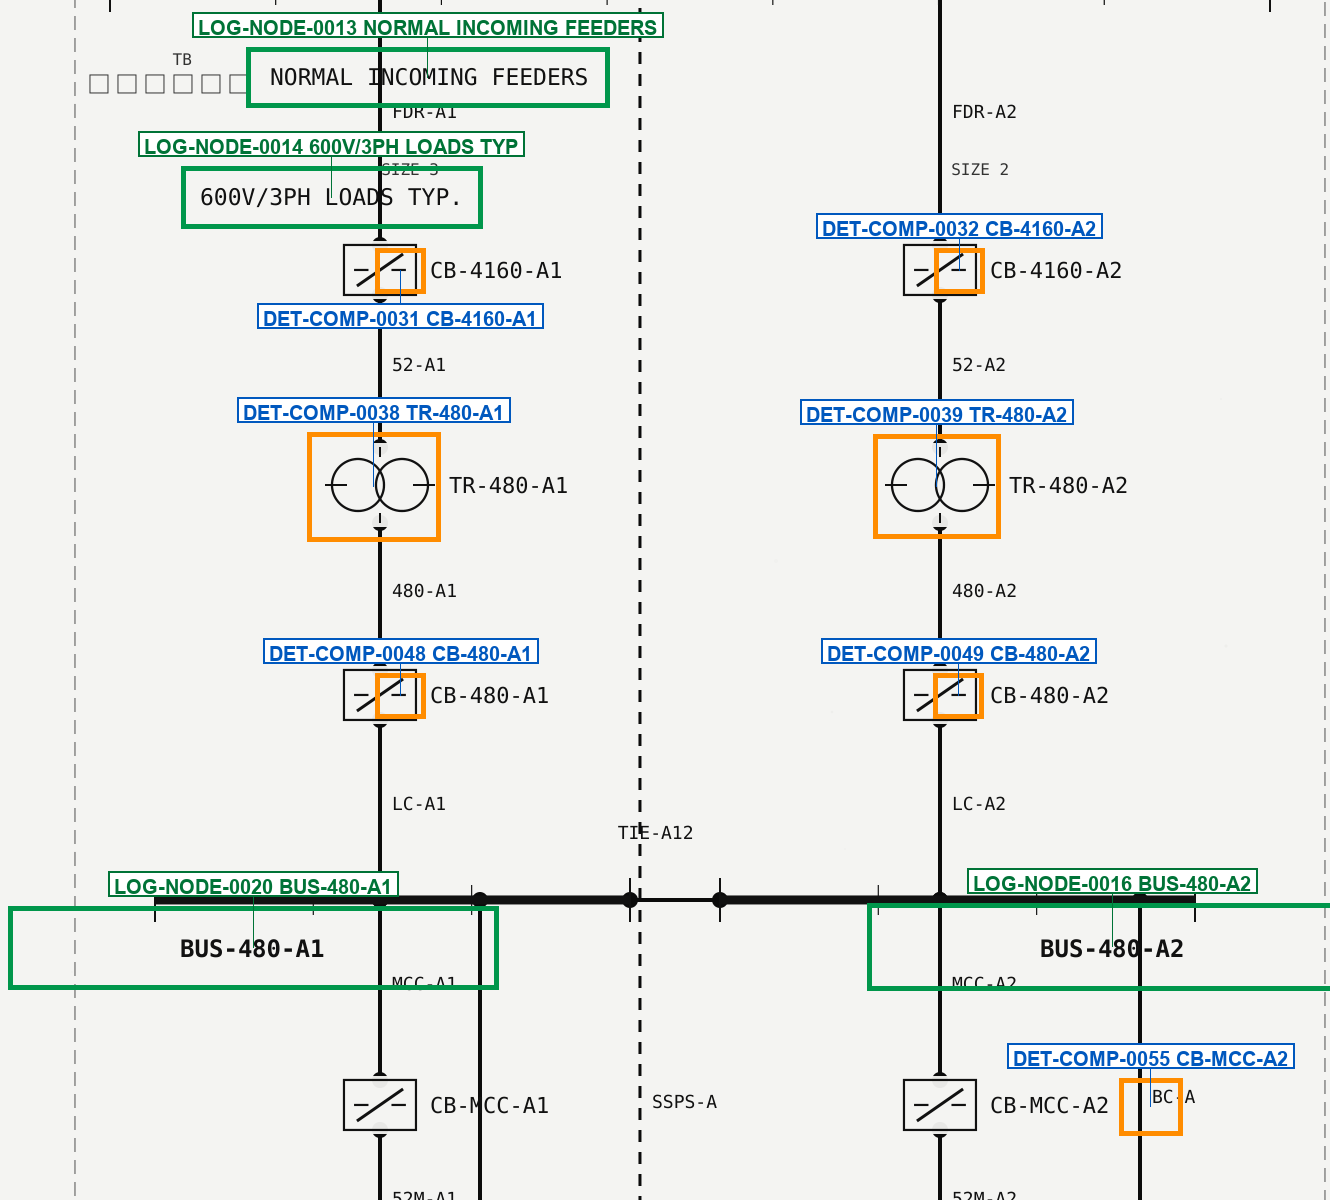 LOG-NODE-0013 NORMAL INCOMING FEEDERS
TB
NORMAL INCOMING FEEDERS
FDR-A1
FDR-A2
LOG-NODE-0014 600V/3PH LOADS TYP
SIZE 3
SIZE 2
600V/3PH LOADS TYP.
DET-COMP-0032 CB-4160-A2
CB-4160-A1
CB-4160-A2
DET-COMP-0031 CB-4160-A1
52-A1
52-A2
DET-COMP-0038 TR-480-A1
DET-COMP-0039 TR-480-A2
TR-480-A1
TR-480-A2
480-A1
480-A2
DET-COMP-0048 CB-480-A1
DET-COMP-0049 CB-480-A2
CB-480-A1
CB-480-A2
LC-A1
LC-A2
TIE-A12
LOG-NODE-0020 BUS-480-A1
LOG-NODE-0016 BUS-480-A2
BUS-480-A1
BUS-480-A2
MCC-A1
MCC-A2
DET-COMP-0055 CB-MCC-A2
CB-MCC-A1
SSPS-A
CB-MCC-A2
BC-A
52M-A1
52M-A2